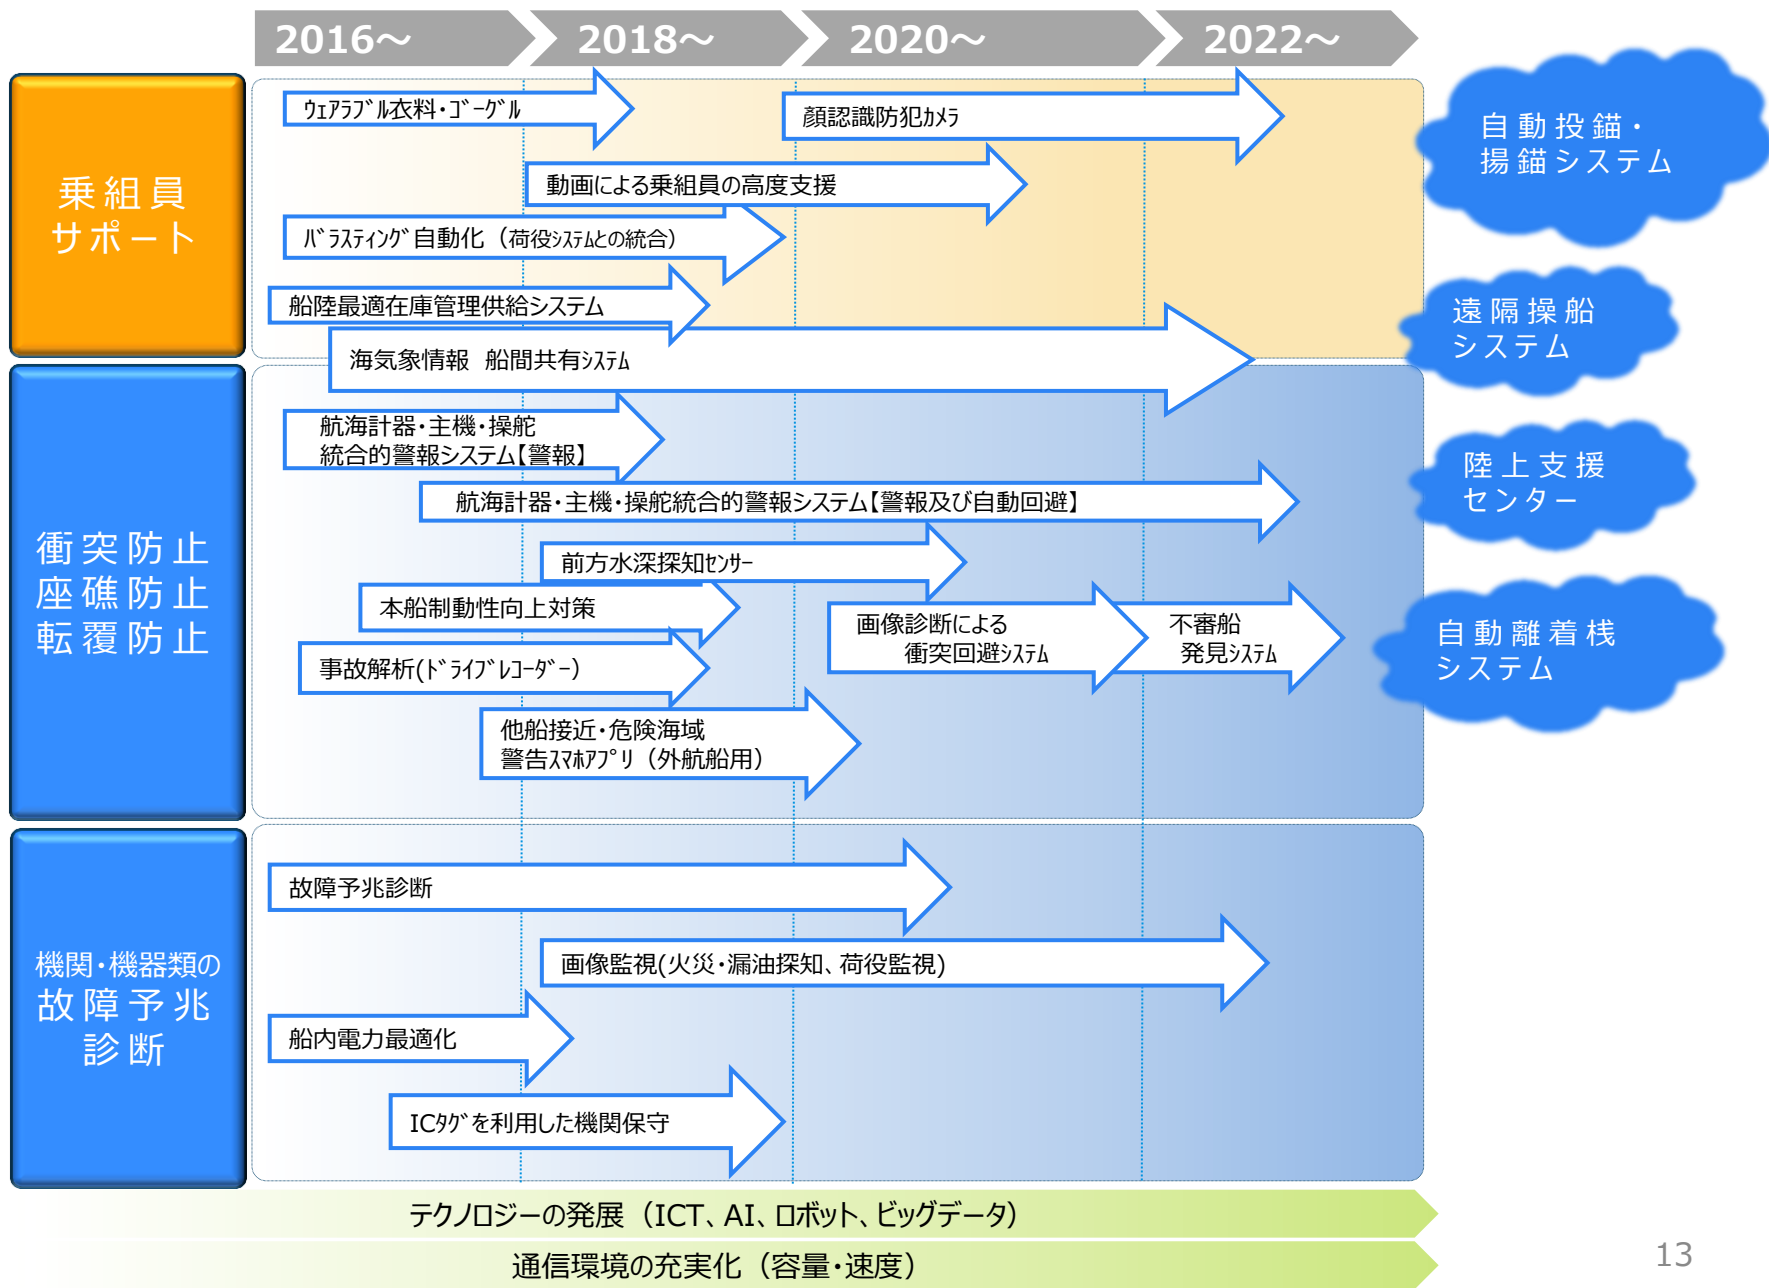 2016～
2018～
2020～
2022～
乗組員
サポート
ｳｪｱﾗﾌﾞﾙ衣料・ｺﾞｰｸﾞﾙ
顔認識防犯ｶﾒﾗ
動画による乗組員の高度支援
ﾊﾞﾗｽティﾝｸﾞ自動化（荷役ｼｽﾃﾑとの統合）
船陸最適在庫管理供給システム
海気象情報 船間共有ｼｽﾃﾑ
衝突防止
座礁防止
転覆防止
航海計器・主機・操舵
統合的警報システム【警報】
航海計器・主機・操舵統合的警報システム【警報及び自動回避】
前方水深探知ｾﾝｻｰ
本船制動性向上対策
画像診断による
衝突回避ｼｽﾃﾑ
不審船
発見ｼｽﾃﾑ
事故解析(ﾄﾞﾗｲﾌﾞﾚｺｰﾀﾞｰ)
他船接近・危険海域
警告ｽﾏﾎｱﾌﾟﾘ（外航船用）
機関・機器類の
故障予兆
診断
故障予兆診断
画像監視(火災・漏油探知、荷役監視)
船内電力最適化
ICﾀｸﾞを利用した機関保守
自動投錨・
揚錨システム
遠隔操船
システム
陸上支援
センター
自動離着桟
システム
テクノロジーの発展（ICT、AI、ロボット、ビッグデータ）
通信環境の充実化（容量・速度）
13